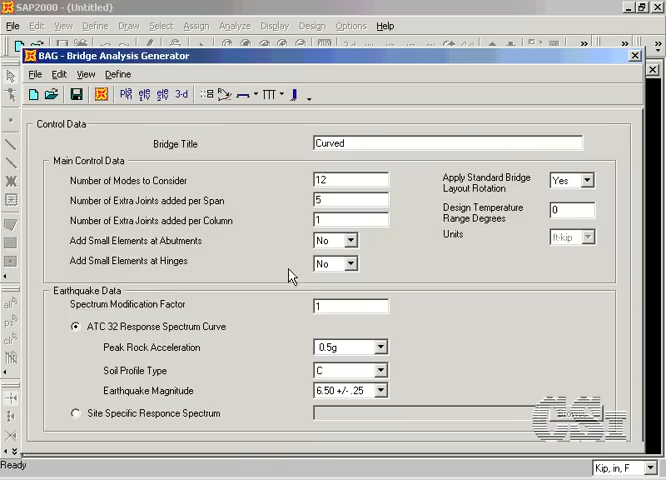 SAP2000 - (Untitled)
File Edit View Define Draw Select Assign Analyze Display Design Options Help
BAG - Bridge Analysis Generator
File Edit View Define
3-d
Control Data
Bridge Title Curved
Main Control Data
Number of Modes to Consider 12
Apply Standard Bridge Layout Rotation Yes
Number of Extra Joints added per Span 5
Design Temperature Range Degrees 0
Number of Extra Joints added per Column 1
Units ft-kip
Add Small Elements at Abutments No
Add Small Elements at Hinges No
Earthquake Data
Spectrum Modification Factor 1
ATC 32 Response Spectrum Curve
Peak Rock Acceleration 0.5g
Soil Profile Type C
Earthquake Magnitude 6.50 +/- .25
Site Specific Responce Spectrum
CSI
all
ps
clr
Ready
Kip, in, F